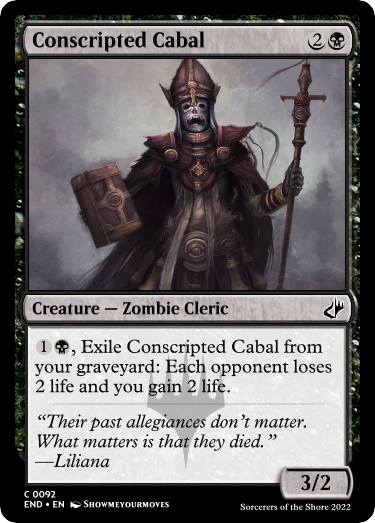 Conscripted Cabal 2
Creature — Zombie Cleric
1, Exile Conscripted Cabal from
your graveyard: Each opponent loses
2 life and you gain 2 life.
“Their past allegiances don’t matter.
What matters is that they died.”
—Liliana
3/2
C 0092
END • EN ShowMeYourMoves
Sorcerers of the Shore 2022